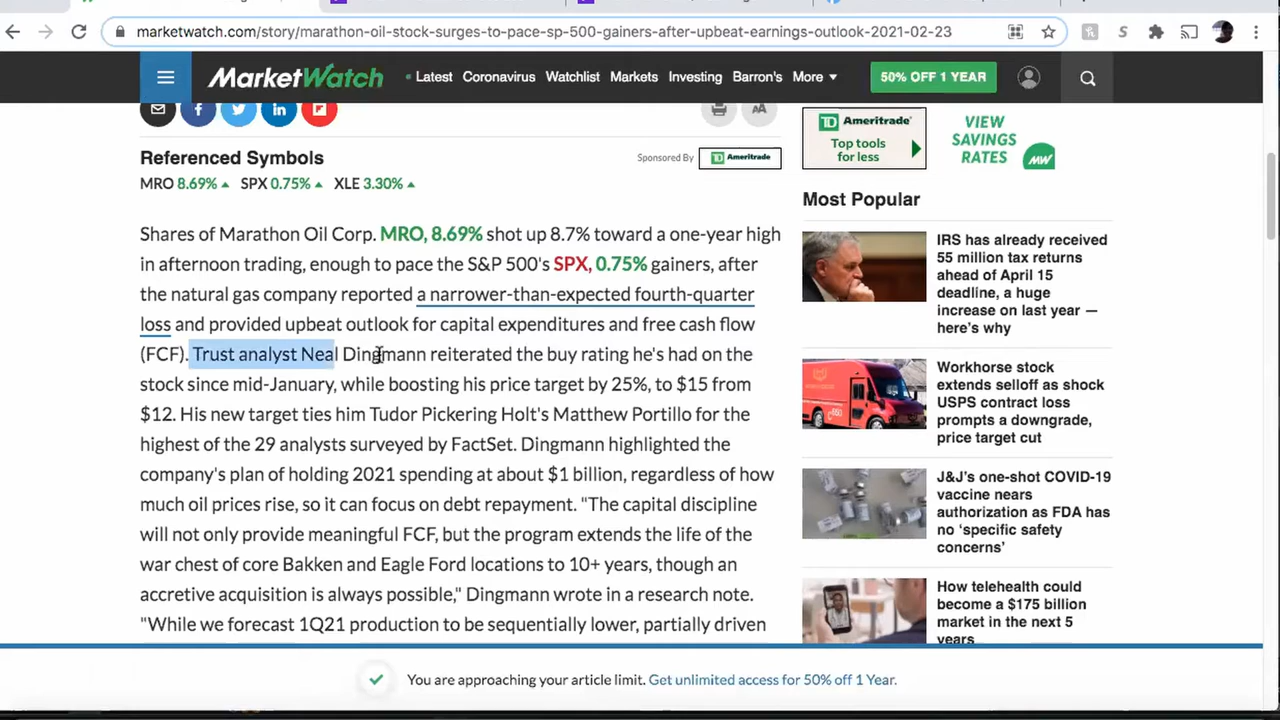 marketwatch.com/story/marathon-oil-stock-surges-to-pace-sp-500-gainers-after-upbeat-earnings-outlook-2021-02-23
MarketWatch
Latest Coronavirus Watchlist Markets Investing Barron's More
50% OFF 1 YEAR
AA
Referenced Symbols
Sponsored By Ameritrade
MRO 8.69% SPX 0.75% XLE 3.30%
Shares of Marathon Oil Corp. MRO, 8.69% shot up 8.7% toward a one-year high
in afternoon trading, enough to pace the S&P 500's SPX, 0.75% gainers, after
the natural gas company reported a narrower-than-expected fourth-quarter
loss and provided upbeat outlook for capital expenditures and free cash flow
(FCF). Trust analyst Neal Dingmann reiterated the buy rating he's had on the
stock since mid-January, while boosting his price target by 25%, to $15 from
$12. His new target ties him Tudor Pickering Holt's Matthew Portillo for the
highest of the 29 analysts surveyed by FactSet. Dingmann highlighted the
company's plan of holding 2021 spending at about $1 billion, regardless of how
much oil prices rise, so it can focus on debt repayment. "The capital discipline
will not only provide meaningful FCF, but the program extends the life of the
war chest of core Bakken and Eagle Ford locations to 10+ years, though an
accretive acquisition is always possible," Dingmann wrote in a research note.
"While we forecast 1Q21 production to be sequentially lower, partially driven
TD Ameritrade
Top tools
for less
VIEW
SAVINGS
RATES
MW
Most Popular
IRS has already received
55 million tax returns
ahead of April 15
deadline, a huge
increase on last year —
here's why
Workhorse stock
extends selloff as shock
USPS contract loss
prompts a downgrade,
price target cut
J&J's one-shot COVID-19
vaccine nears
authorization as FDA has
no 'specific safety
concerns'
How telehealth could
become a $175 billion
market in the next 5
years
You are approaching your article limit. Get unlimited access for 50% off 1 Year.